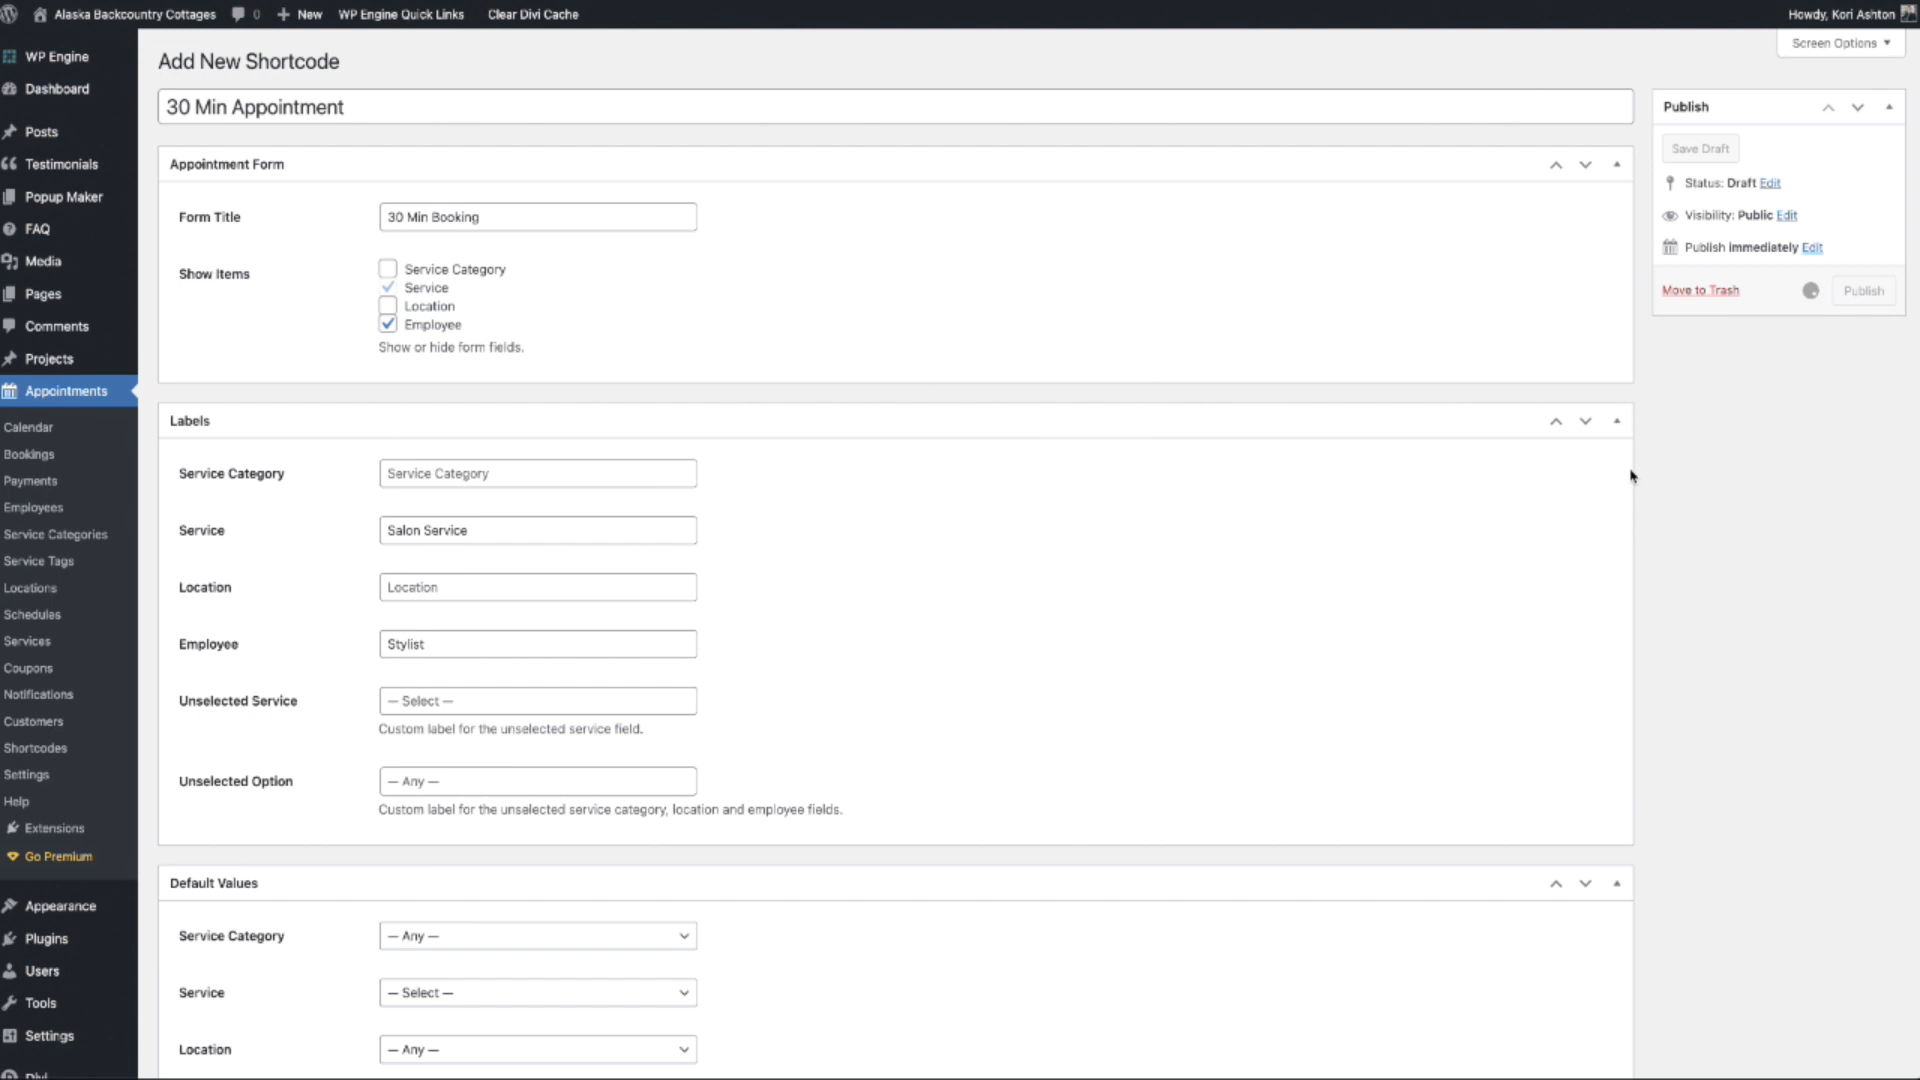 Alaska Backcountry Cottages 0 New WP Engine Quick Links Clear Divi Cache Howdy, Kori Ashton
Screen Options
WP Engine
Dashboard
Posts
Testimonials
Popup Maker
FAQ
Media
Pages
Comments
Projects
Appointments
Calendar
Bookings
Payments
Employees
Service Categories
Service Tags
Locations
Schedules
Services
Coupons
Notifications
Customers
Shortcodes
Settings
Help
Extensions
Go Premium
Appearance
Plugins
Users
Tools
Settings
Divi
Add New Shortcode
30 Min Appointment
Appointment Form
Form Title 30 Min Booking
Show Items
Service Category
Service
Location
Employee
Show or hide form fields.
Labels
Service Category Service Category
Service Salon Service
Location Location
Employee Stylist
Unselected Service — Select —
Custom label for the unselected service field.
Unselected Option — Any —
Custom label for the unselected service category, location and employee fields.
Default Values
Service Category — Any —
Service — Select —
Location — Any —
Publish
Save Draft
Status: Draft Edit
Visibility: Public Edit
Publish immediately Edit
Move to Trash Publish